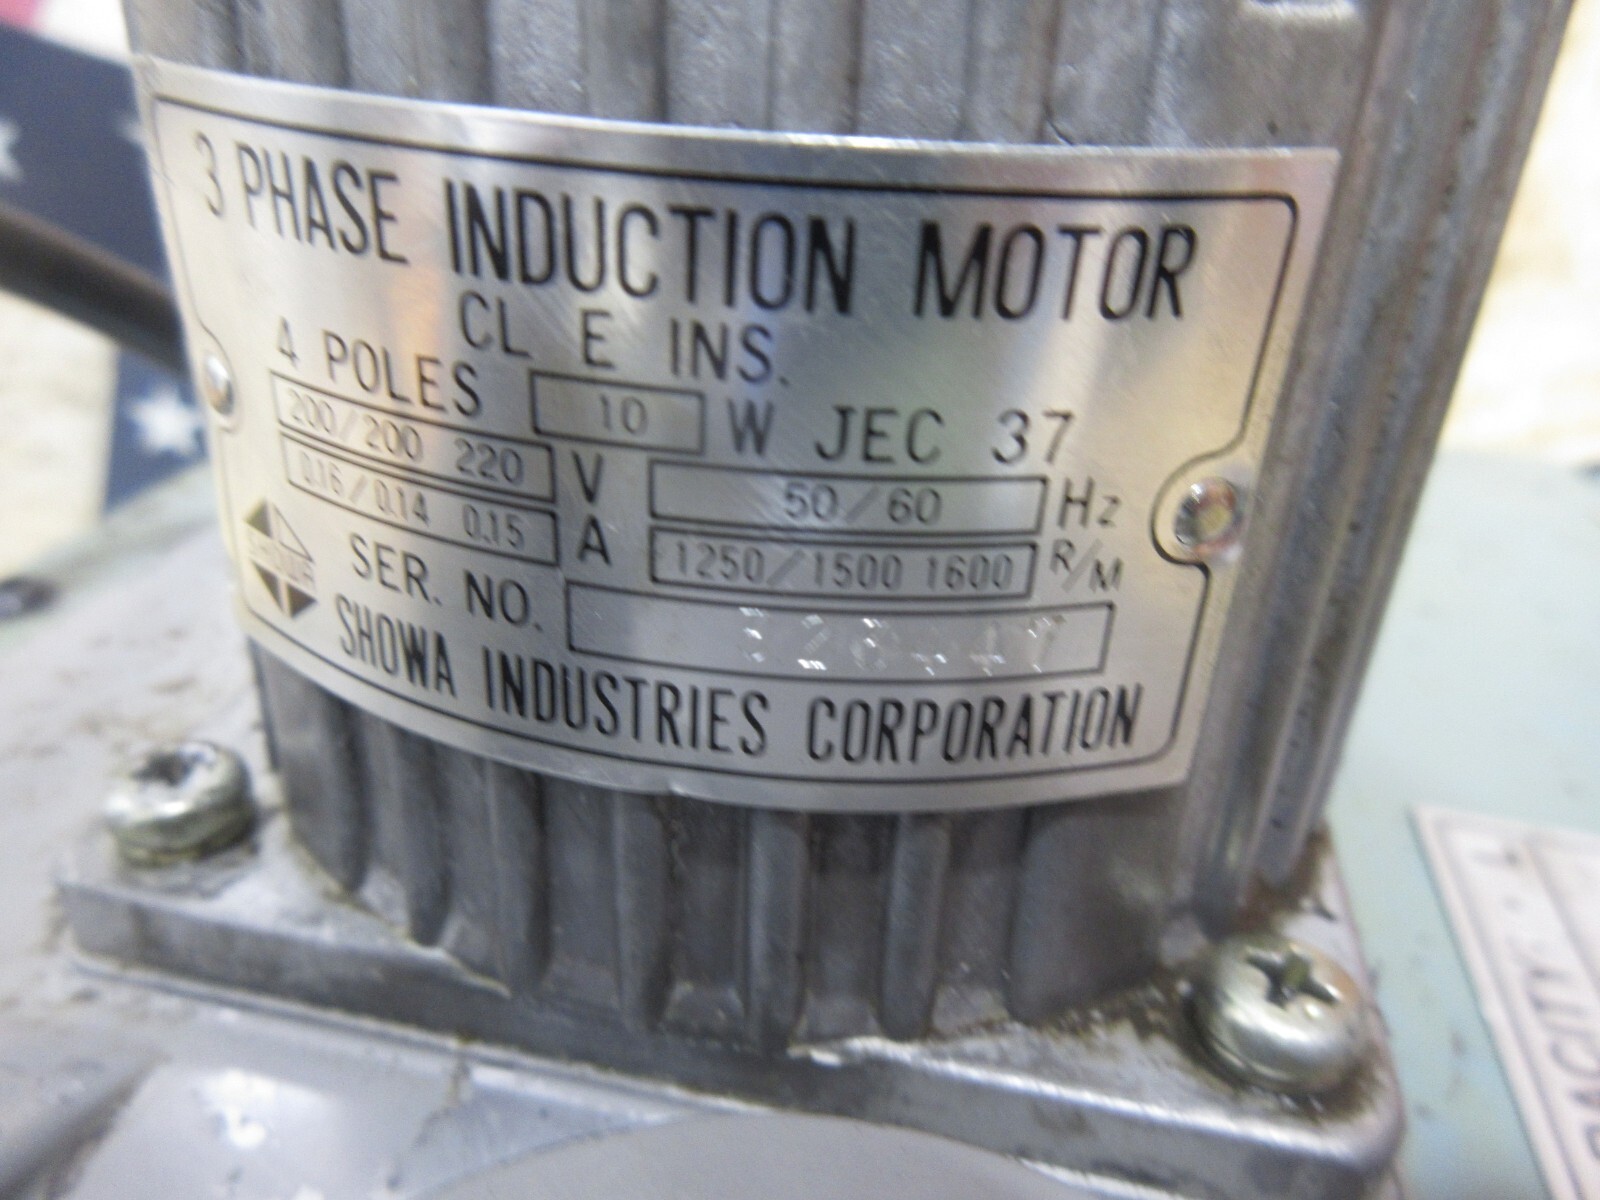 3 PHASE INDUCTION MOTOR
CL E INS.
4 POLES 10 W JEC 37
200/200 220 V 50/60 Hz
0.16/0.14 0.15 A 1250/1500 1600 R/M
SHOWA
SER. NO.
SHOWA INDUSTRIES CORPORATION